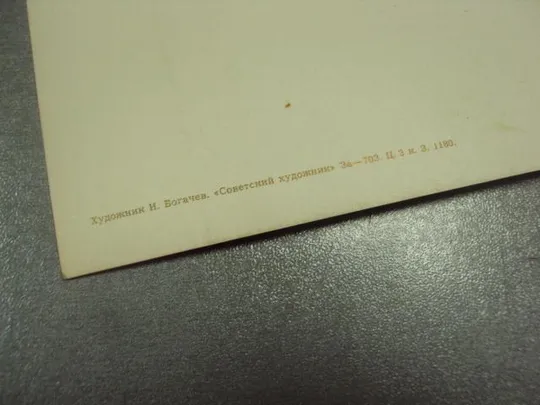 Художник И. Богачев. «Советский художник» 34—703. Ц. 3 к. З. 1180.